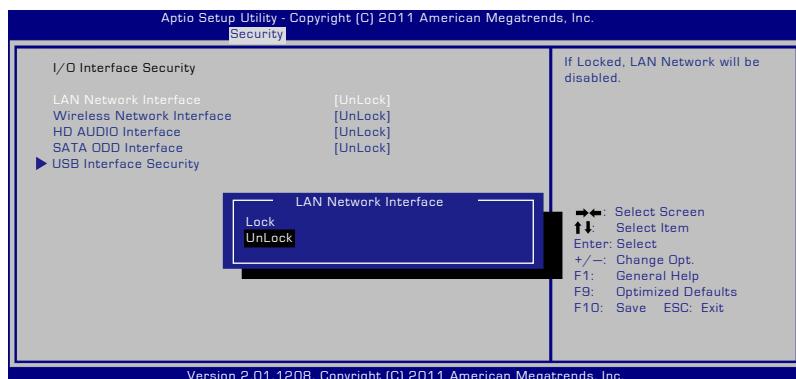 Aptio Setup Utility - Copyright (C) 2011 American Megatrends, Inc.
Security
I/O Interface Security
LAN Network Interface [UnLock]
Wireless Network Interface [UnLock]
HD AUDIO Interface [UnLock]
SATA ODD Interface [UnLock]
USB Interface Security
If Locked, LAN Network will be
disabled.
LAN Network Interface
Lock
UnLock
→←: Select Screen
↑↓: Select Item
Enter: Select
+/—: Change Opt.
F1: General Help
F9: Optimized Defaults
F10: Save ESC: Exit
Version 2.01.1208. Copyright (C) 2011 American Megatrends, Inc.